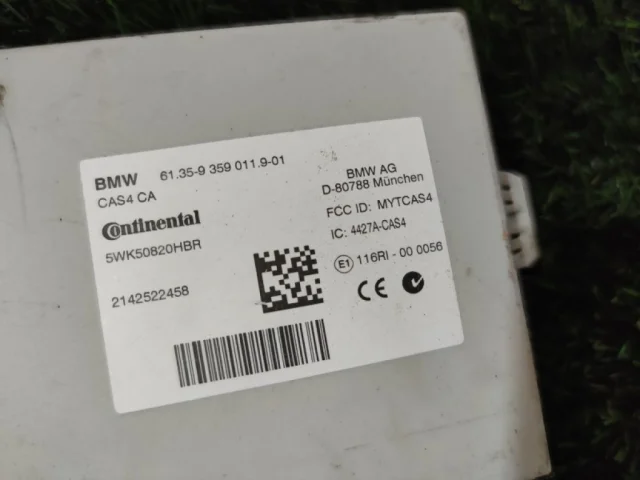 BMW 61.35-9 359 011.9-01
CAS4 CA
Continental
5WK50820HBR
2142522458
BMW AG
D-80788 München
FCC ID: MYTCAS4
IC: 4427A-CAS4
E1 116RI - 00 0056
CE